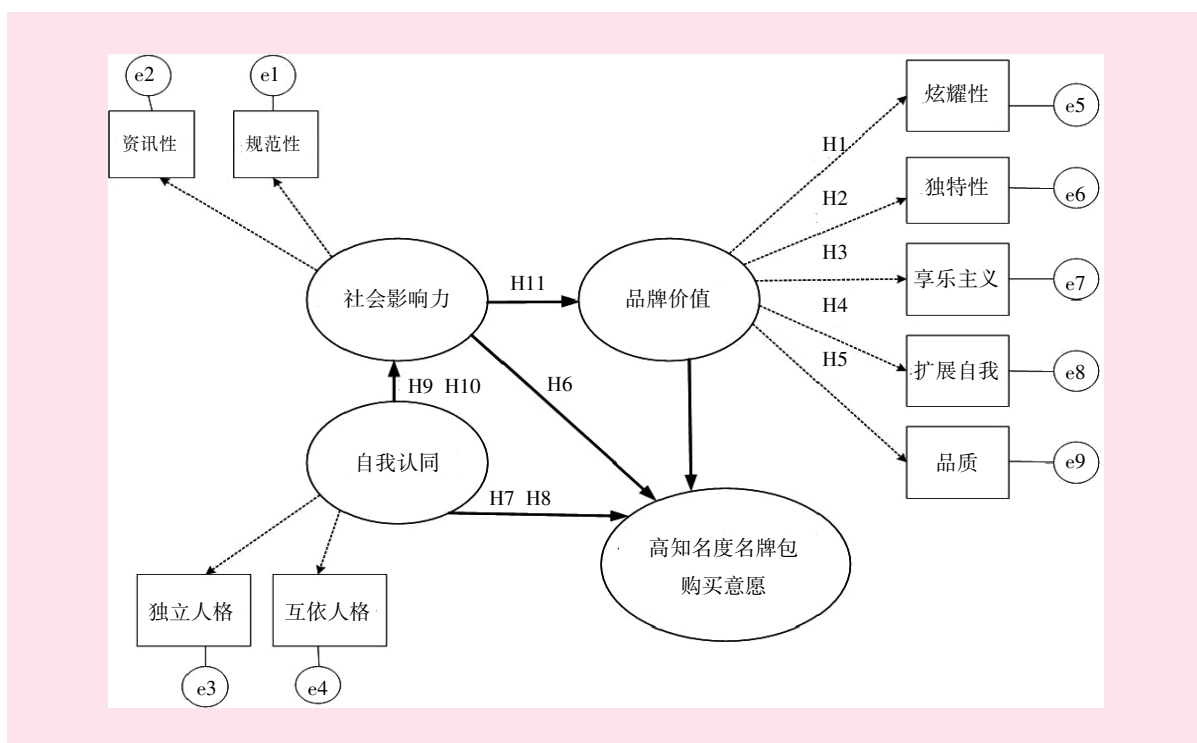 e2
e1
资讯性
规范性
炫耀性
e5
H1
独特性
e6
H2
H3
享乐主义
e7
社会影响力
H11
品牌价值
H4
H5
扩展自我
e8
H9 H10
H6
自我认同
品质
e9
H7 H8
高知名度名牌包
购买意愿
独立人格
互依人格
e3
e4